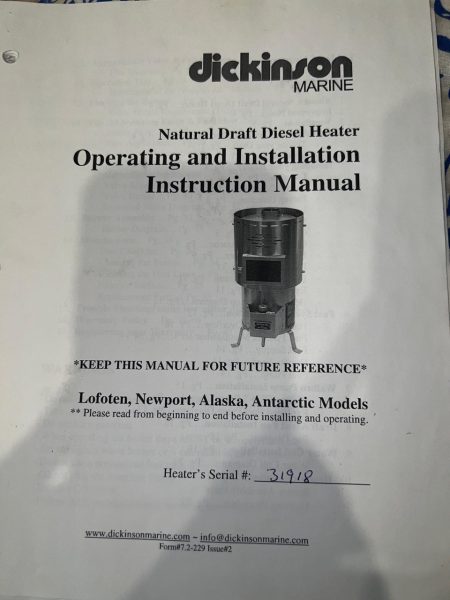 dickinson
MARINE
Natural Draft Diesel Heater
Operating and Installation
Instruction Manual
*KEEP THIS MANUAL FOR FUTURE REFERENCE*
Lofoten, Newport, Alaska, Antarctic Models
** Please read from beginning to end before installing and operating.
Heater's Serial #: 31918
www.dickinsonmarine.com ~ info@dickinsonmarine.com
Form#7.2-229 Issue#2